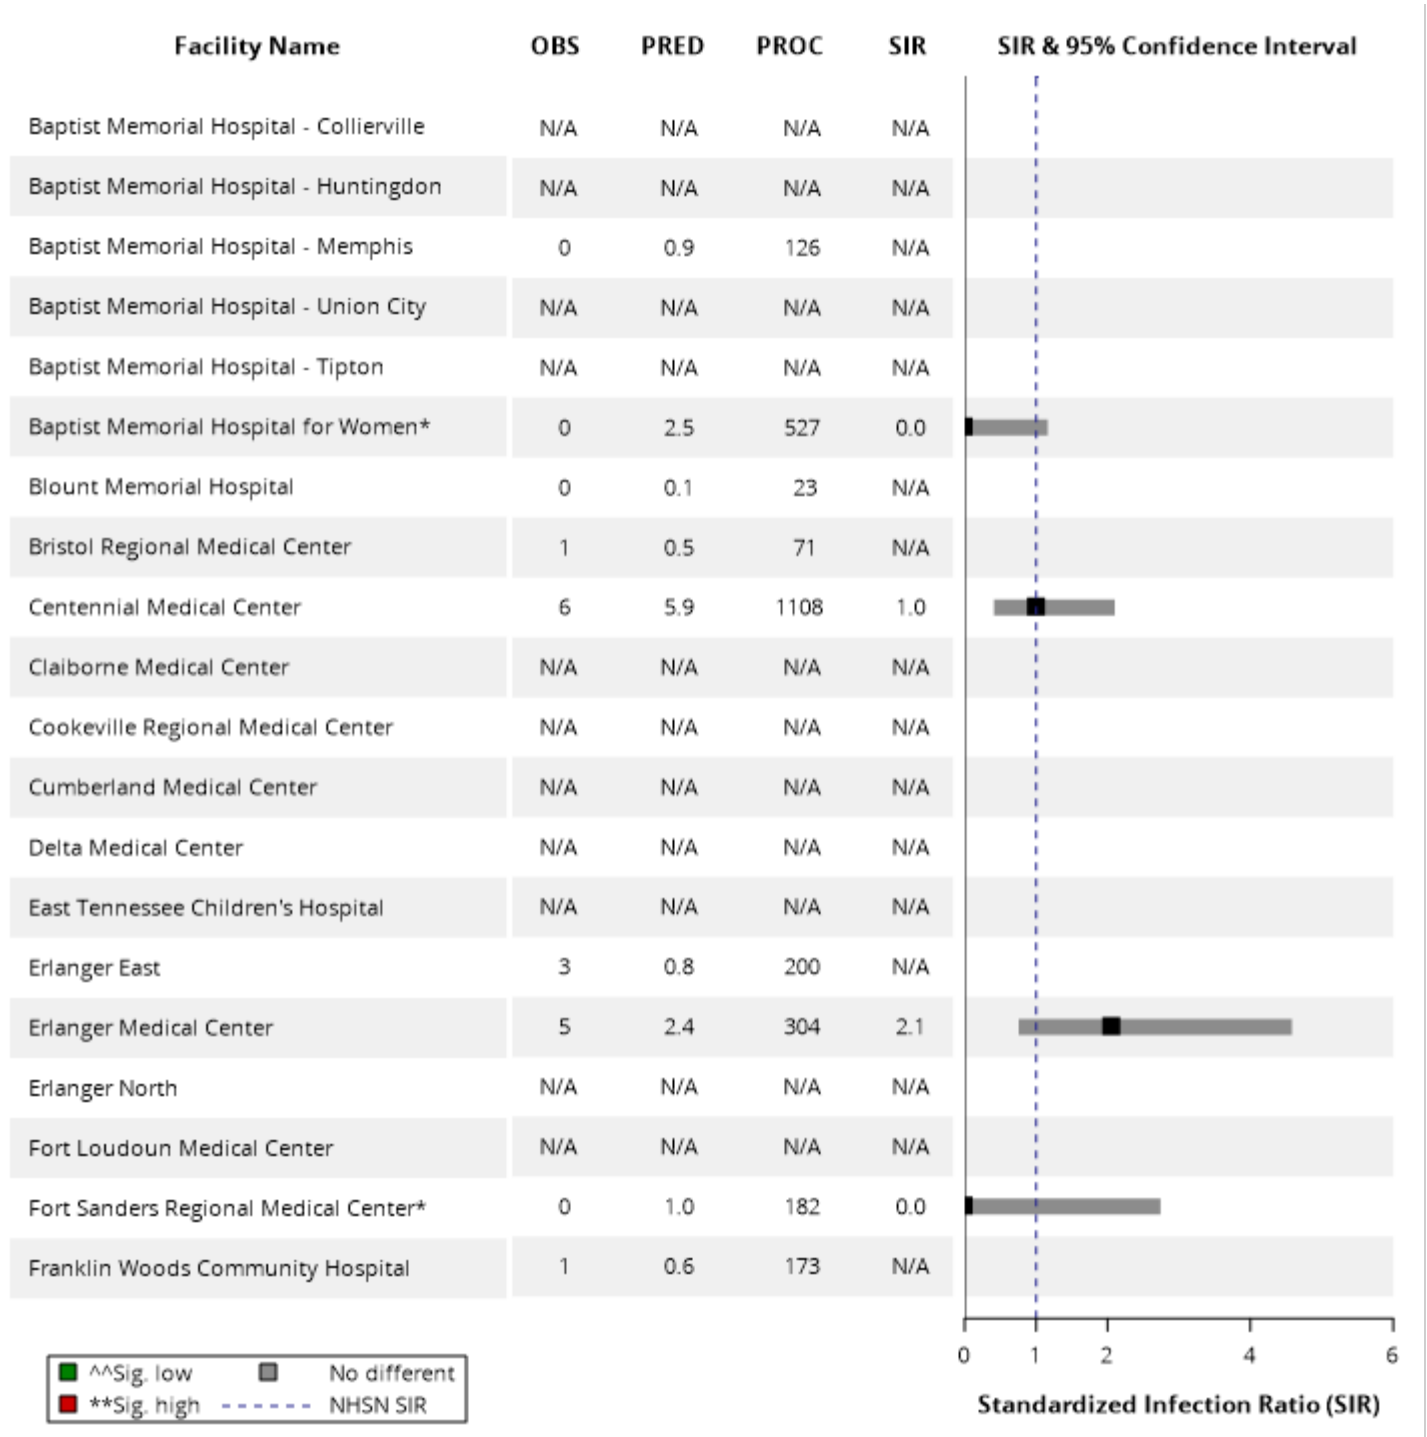 Facility Name OBS PRED PROC SIR SIR & 95% Confidence Interval
Baptist Memorial Hospital - Collierville N/A N/A N/A N/A
Baptist Memorial Hospital - Huntingdon N/A N/A N/A N/A
Baptist Memorial Hospital - Memphis 0 0.9 126 N/A
Baptist Memorial Hospital - Union City N/A N/A N/A N/A
Baptist Memorial Hospital - Tipton N/A N/A N/A N/A
Baptist Memorial Hospital for Women* 0 2.5 527 0.0
Blount Memorial Hospital 0 0.1 23 N/A
Bristol Regional Medical Center 1 0.5 71 N/A
Centennial Medical Center 6 5.9 1108 1.0
Claiborne Medical Center N/A N/A N/A N/A
Cookeville Regional Medical Center N/A N/A N/A N/A
Cumberland Medical Center N/A N/A N/A N/A
Delta Medical Center N/A N/A N/A N/A
East Tennessee Children's Hospital N/A N/A N/A N/A
Erlanger East 3 0.8 200 N/A
Erlanger Medical Center 5 2.4 304 2.1
Erlanger North N/A N/A N/A N/A
Fort Loudoun Medical Center N/A N/A N/A N/A
Fort Sanders Regional Medical Center* 0 1.0 182 0.0
Franklin Woods Community Hospital 1 0.6 173 N/A
0 1 2 4 6
^^Sig. low No different
**Sig. high NHSN SIR
Standardized Infection Ratio (SIR)